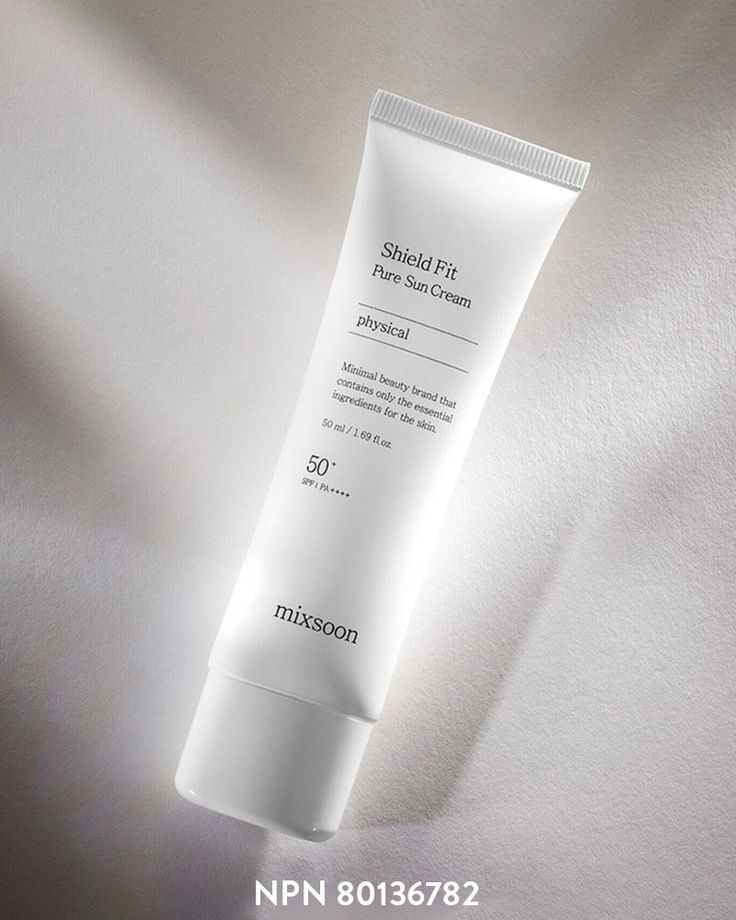 Shield Fit
Pure Sun Cream
physical
Minimal beauty brand that
contains only the essential
ingredients for the skin.
50 ml / 1.69 fl.oz.
50+
SPF | PA++++
mixsoon
NPN 80136782